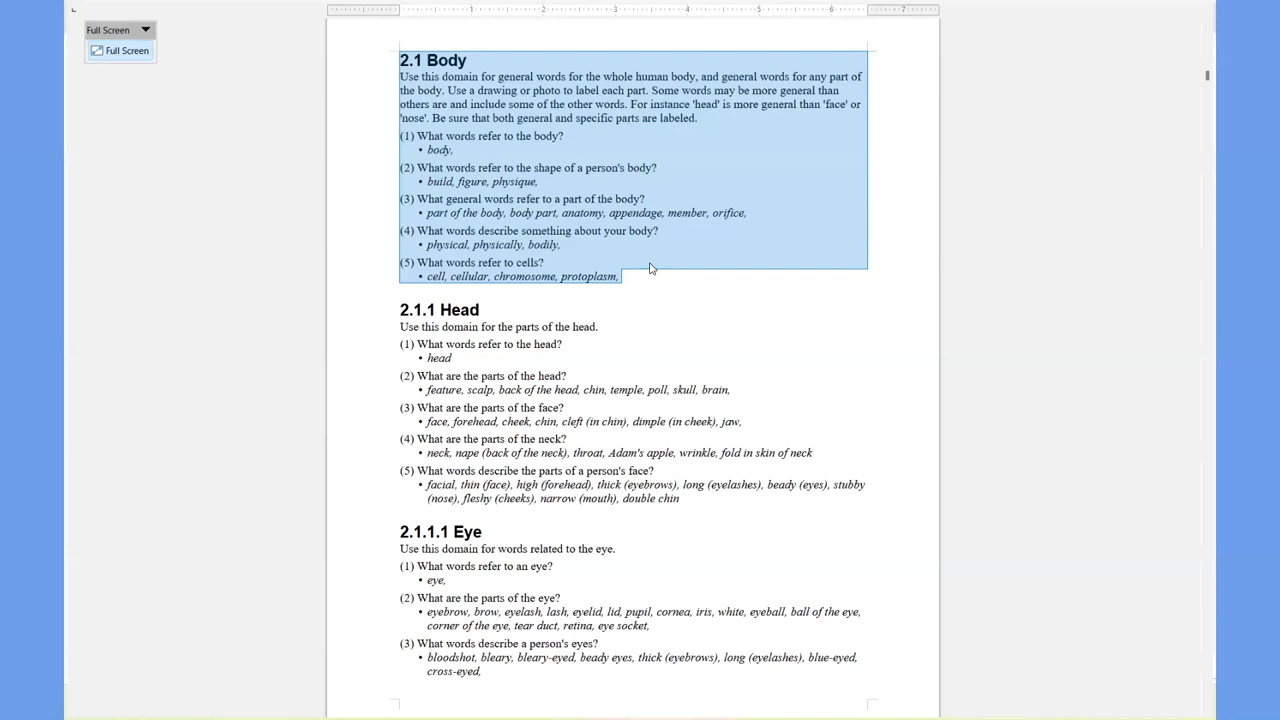 Full Screen
Full Screen
1 2 3 4 5 6 7
2.1 Body
Use this domain for general words for the whole human body, and general words for any part of
the body. Use a drawing or photo to label each part. Some words may be more general than
others are and include some of the other words. For instance 'head' is more general than 'face' or
'nose'. Be sure that both general and specific parts are labeled.
(1) What words refer to the body?
• body,
(2) What words refer to the shape of a person's body?
• build, figure, physique,
(3) What general words refer to a part of the body?
• part of the body, body part, anatomy, appendage, member, orifice,
(4) What words describe something about your body?
• physical, physically, bodily,
(5) What words refer to cells?
• cell, cellular, chromosome, protoplasm,
2.1.1 Head
Use this domain for the parts of the head.
(1) What words refer to the head?
• head
(2) What are the parts of the head?
• feature, scalp, back of the head, chin, temple, poll, skull, brain,
(3) What are the parts of the face?
• face, forehead, cheek, chin, cleft (in chin), dimple (in cheek), jaw,
(4) What are the parts of the neck?
• neck, nape (back of the neck), throat, Adam's apple, wrinkle, fold in skin of neck
(5) What words describe the parts of a person's face?
• facial, thin (face), high (forehead), thick (eyebrows), long (eyelashes), beady (eyes), stubby
(nose), fleshy (cheeks), narrow (mouth), double chin
2.1.1.1 Eye
Use this domain for words related to the eye.
(1) What words refer to an eye?
• eye,
(2) What are the parts of the eye?
• eyebrow, brow, eyelash, lash, eyelid, lid, pupil, cornea, iris, white, eyeball, ball of the eye,
corner of the eye, tear duct, retina, eye socket,
(3) What words describe a person's eyes?
• bloodshot, bleary, bleary-eyed, beady eyes, thick (eyebrows), long (eyelashes), blue-eyed,
cross-eyed,